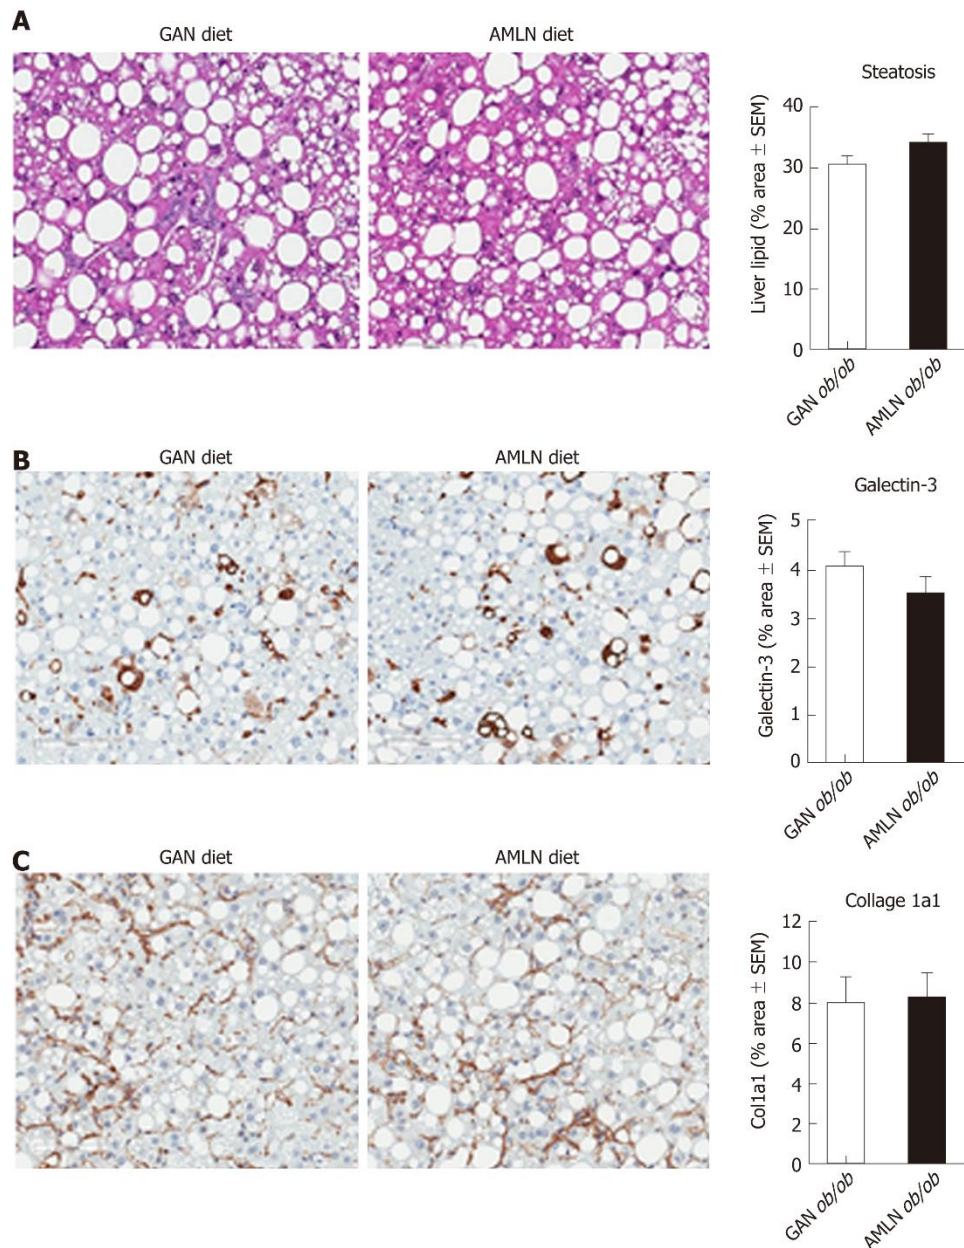 A
GAN diet
AMLN diet
Steatosis
Liver lipid (% area ± SEM)
40
30
20
10
0
GAN ob/ob
AMLN ob/ob
B
GAN diet
AMLN diet
Galectin-3
Galectin-3 (% area ± SEM)
5
4
3
2
1
0
GAN ob/ob
AMLN ob/ob
C
GAN diet
AMLN diet
Collage 1a1
Col1a1 (% area ± SEM)
12
10
8
6
4
2
0
GAN ob/ob
AMLN ob/ob